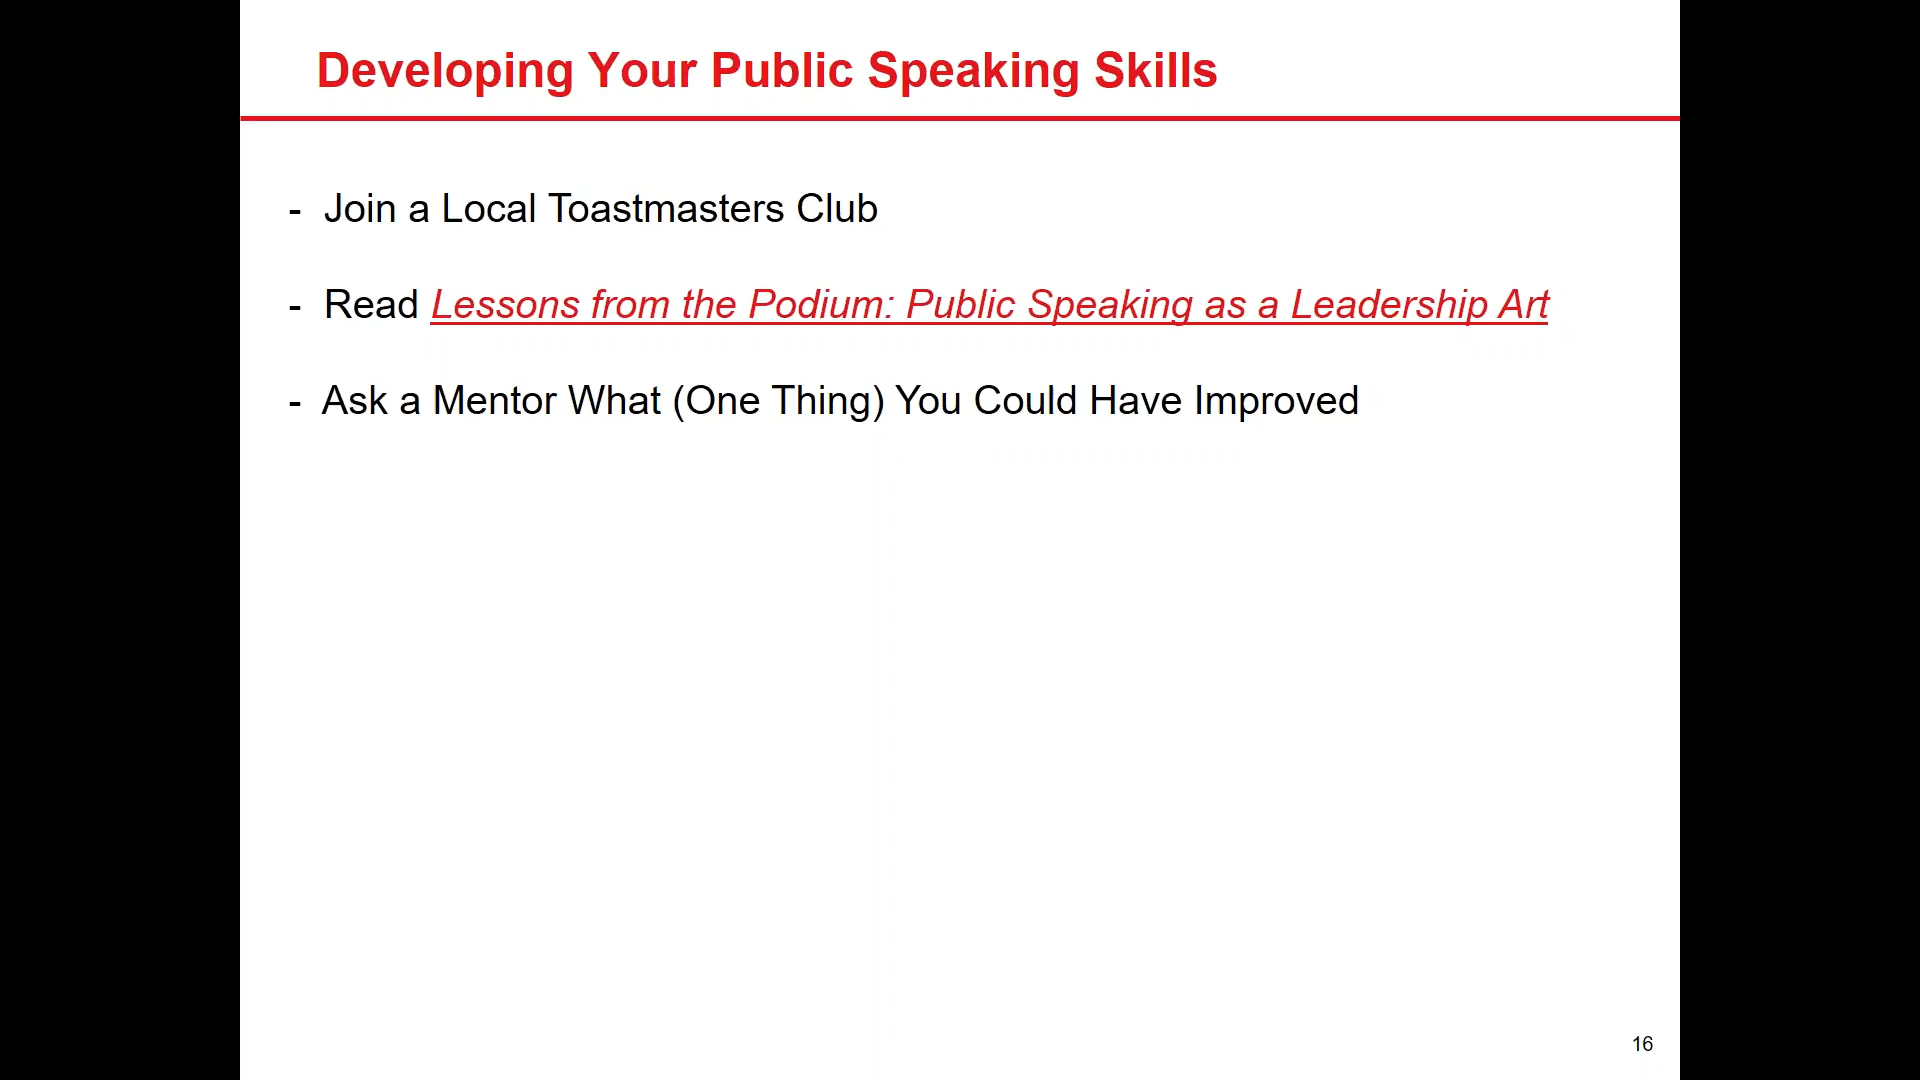 Developing Your Public Speaking Skills
- Join a Local Toastmasters Club
- Read Lessons from the Podium: Public Speaking as a Leadership Art
- Ask a Mentor What (One Thing) You Could Have Improved
16